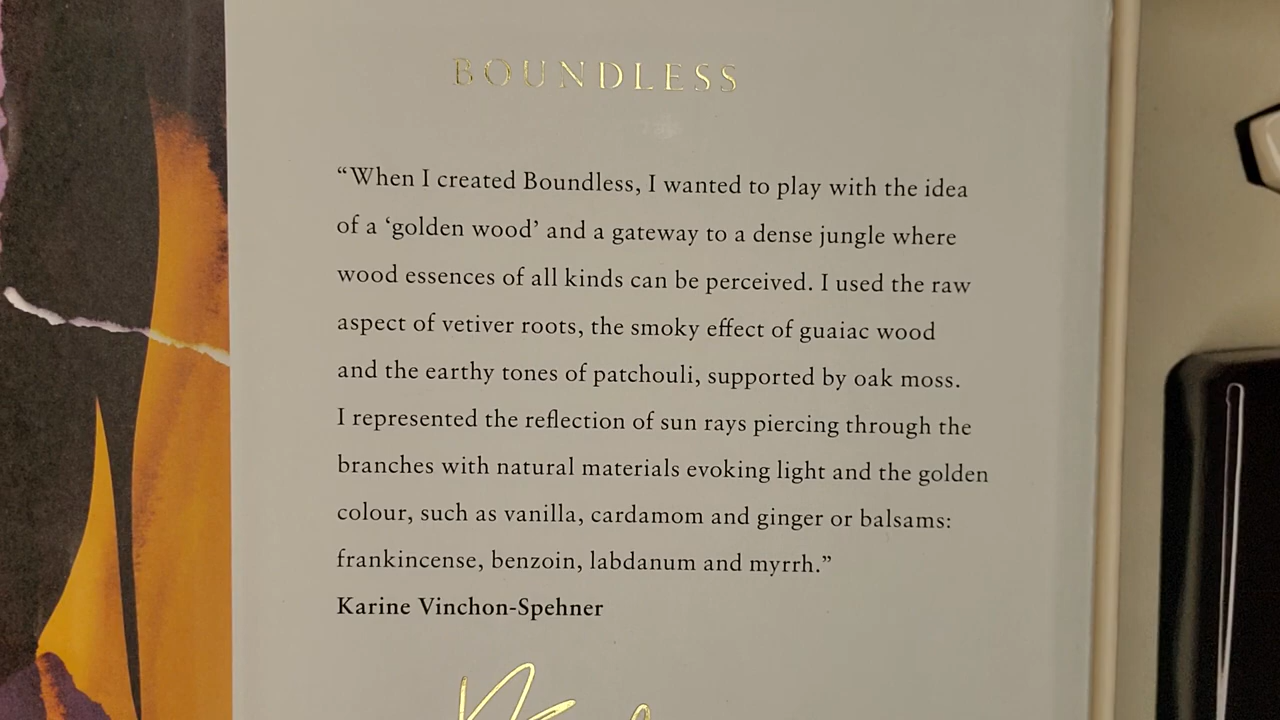 BOUNDLESS
“When I created Boundless, I wanted to play with the idea
of a ‘golden wood’ and a gateway to a dense jungle where
wood essences of all kinds can be perceived. I used the raw
aspect of vetiver roots, the smoky effect of guaiac wood
and the earthy tones of patchouli, supported by oak moss.
I represented the reflection of sun rays piercing through the
branches with natural materials evoking light and the golden
colour, such as vanilla, cardamom and ginger or balsams:
frankincense, benzoin, labdanum and myrrh.”
Karine Vinchon-Spehner